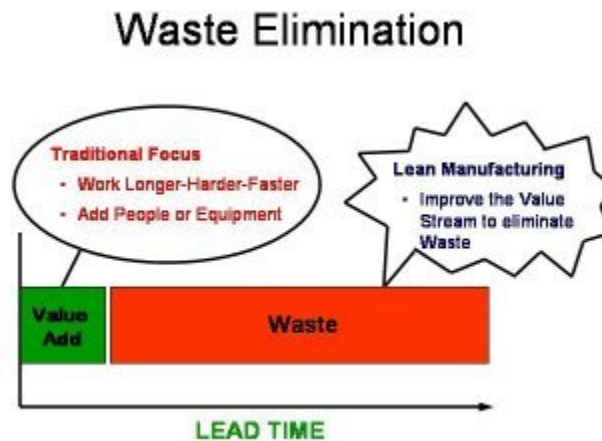 Waste Elimination
Traditional Focus
• Work Longer-Harder-Faster
• Add People or Equipment
Lean Manufacturing
• Improve the Value
Stream to eliminate
Waste
Value
Add
Waste
LEAD TIME